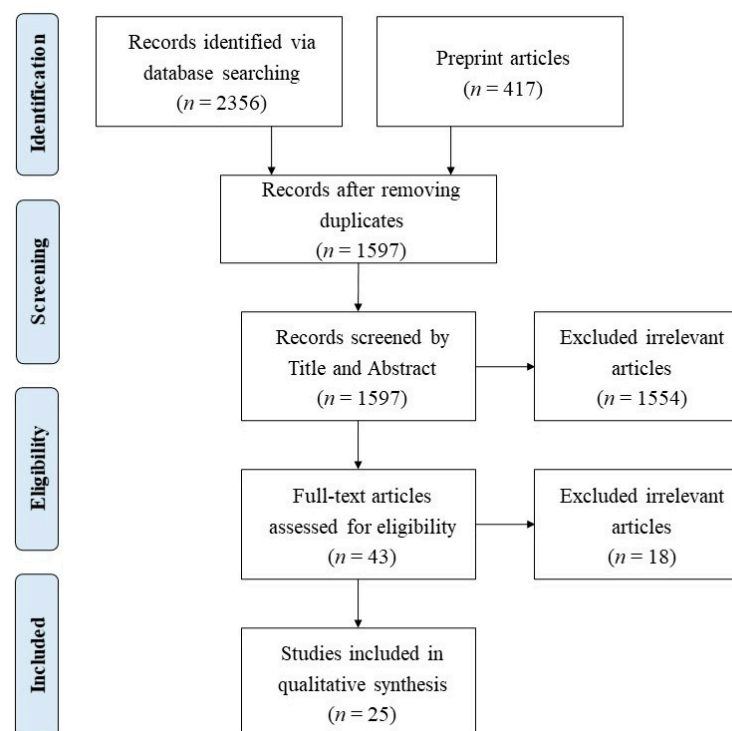 Identification
Records identified via
database searching
(n = 2356)
Preprint articles
(n = 417)
Records after removing
duplicates
(n = 1597)
Screening
Records screened by
Title and Abstract
(n = 1597)
Excluded irrelevant
articles
(n = 1554)
Eligibility
Full-text articles
assessed for eligibility
(n = 43)
Excluded irrelevant
articles
(n = 18)
Included
Studies included in
qualitative synthesis
(n = 25)